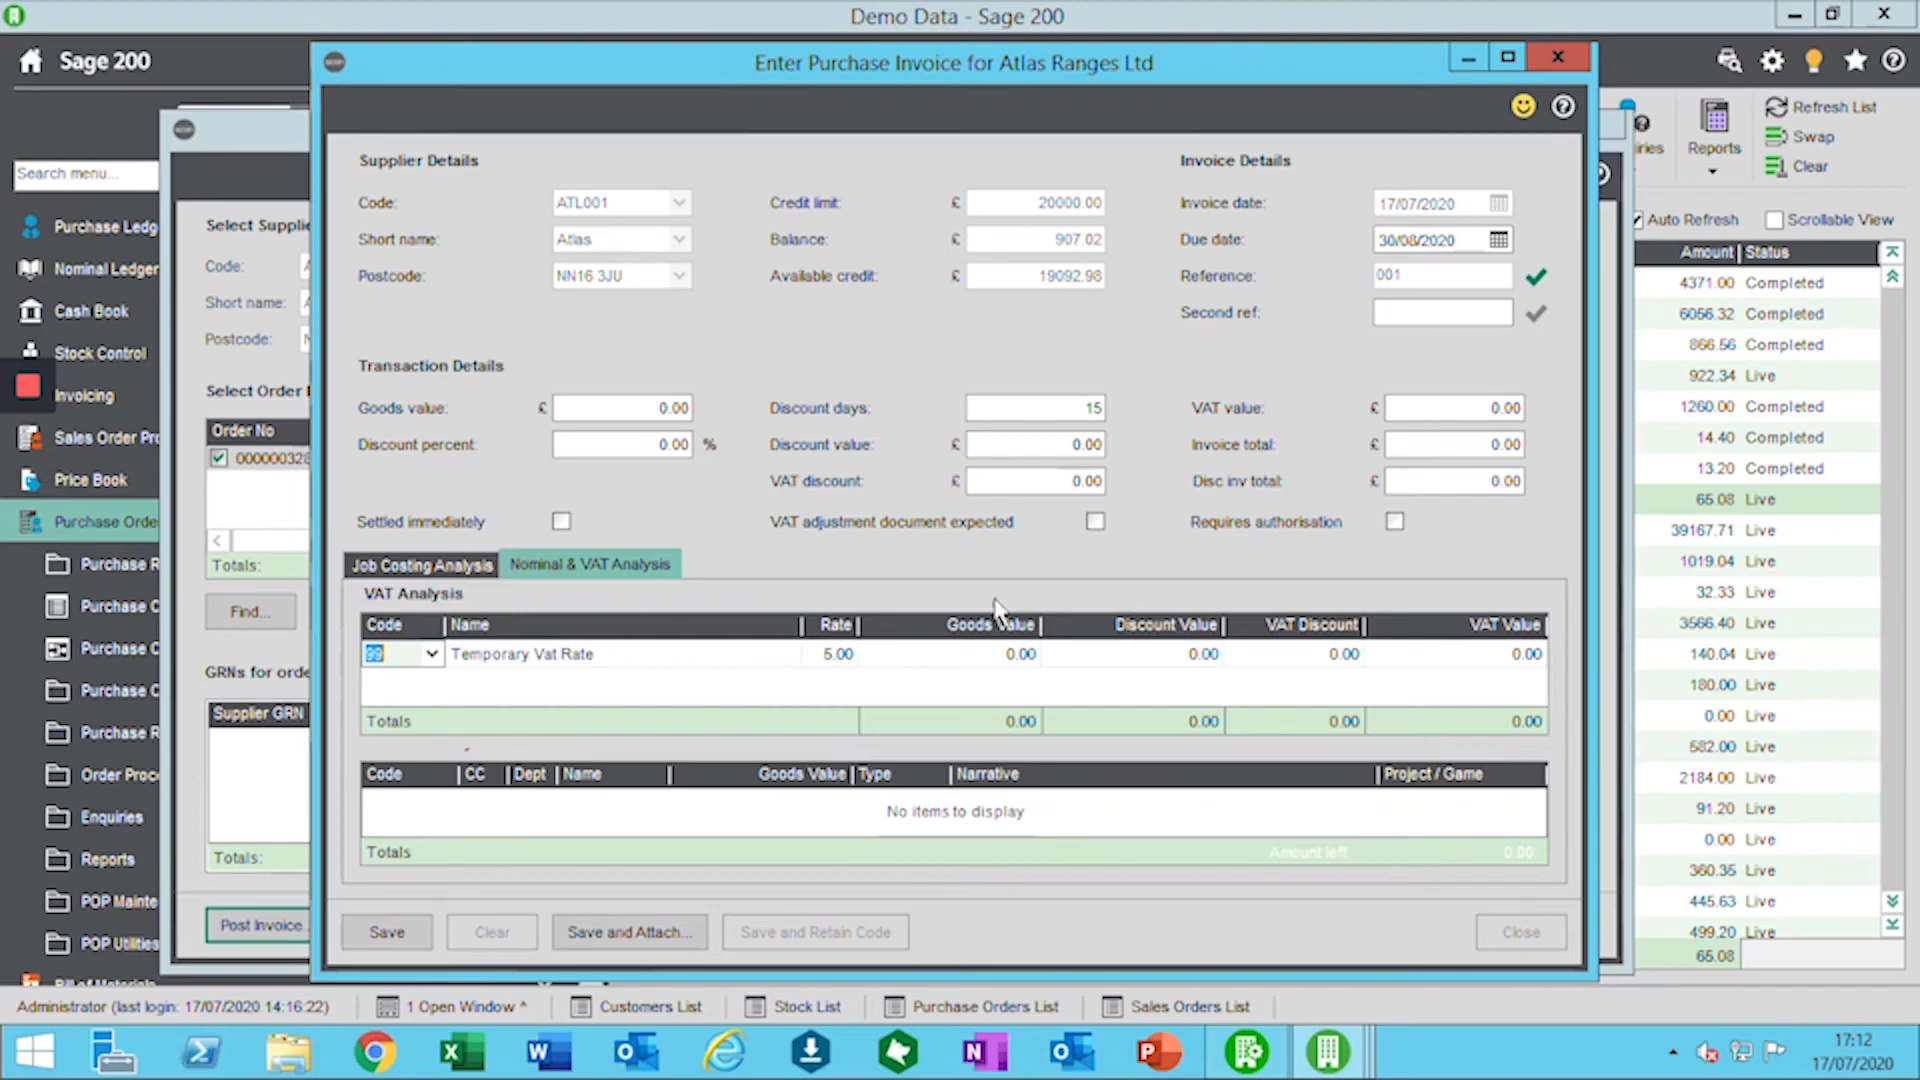 Demo Data - Sage 200
Sage 200
Enter Purchase Invoice for Atlas Ranges Ltd
Refresh List
Swap
Clear
Reports
Search menu...
Auto Refresh
Scrollable View
Purchase Ledg
Nominal Ledger
Cash Book
Stock Control
Invoicing
Sales Order Pro
Price Book
Purchase Orde
Purchase R
Purchase C
Purchase C
Purchase C
Purchase R
Order Proce
Enquiries
Reports
POP Mainte
POP Utilities
Bill of Materials
Select Supplie
Code:
Short name:
Postcode:
Select Order
Order No
000000328
Totals:
Find...
GRNs for orde
Supplier GRN
Totals:
Post Invoice.
Supplier Details
Code: ATL001
Short name: Atlas
Postcode: NN16 3JU
Credit limit: £ 20000.00
Balance: £ 907.02
Available credit: £ 19092.98
Invoice Details
Invoice date: 17/07/2020
Due date: 30/08/2020
Reference: 001
Second ref:
Transaction Details
Goods value: £ 0.00
Discount percent: 0.00 %
Discount days: 15
Discount value: £ 0.00
VAT discount: £ 0.00
VAT value: £ 0.00
Invoice total: £ 0.00
Disc inv total: £ 0.00
Settled immediately
VAT adjustment document expected
Requires authorisation
Job Costing Analysis
Nominal & VAT Analysis
VAT Analysis
Code Name Rate Goods Value Discount Value VAT Discount VAT Value
99 Temporary Vat Rate 5.00 0.00 0.00 0.00 0.00
Totals 0.00 0.00 0.00 0.00
Code CC Dept Name Goods Value Type Narrative Project / Game
No items to display
Totals Amount left: 0.00
Save
Clear
Save and Attach...
Save and Retain Code
Close
Amount Status
4371.00 Completed
6056.32 Completed
866.56 Completed
922.34 Live
1260.00 Completed
14.40 Completed
13.20 Completed
65.08 Live
39167.71 Live
1019.04 Live
32.33 Live
3566.40 Live
140.04 Live
180.00 Live
0.00 Live
582.00 Live
2184.00 Live
91.20 Live
0.00 Live
360.35 Live
445.63 Live
499.20 Live
65.08
Administrator (last login: 17/07/2020 14:16:22)
1 Open Window ^
Customers List
Stock List
Purchase Orders List
Sales Orders List
17:12
17/07/2020